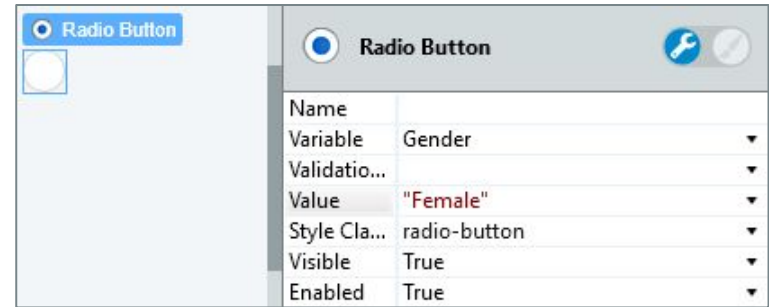 Radio Button
Radio Button
Name
Variable Gender
Validatio...
Value "Female"
Style Cla... radio-button
Visible True
Enabled True